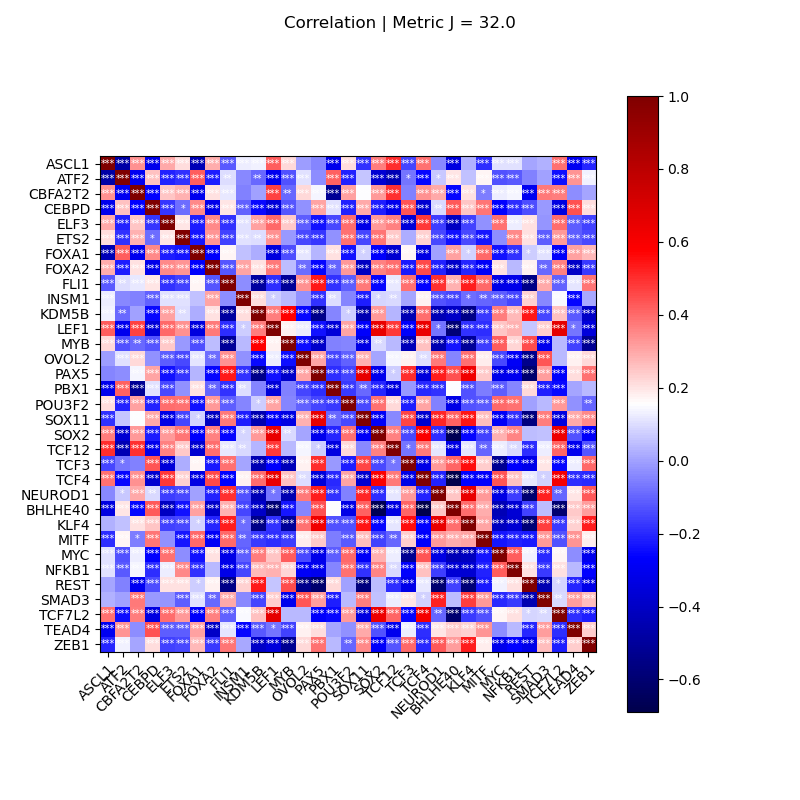 Correlation | Metric J = 32.0
ASCL1
ATF2
CBFA2T2
CEBPD
ELF3
ETS2
FOXA1
FOXA2
FLI1
INSM1
KDM5B
LEF1
MYB
OVOL2
PAX5
PBX1
POU3F2
SOX11
SOX2
TCF12
TCF3
TCF4
NEUROD1
BHLHE40
KLF4
MITF
MYC
NFKB1
REST
SMAD3
TCF7L2
TEAD4
ZEB1
ASCL1
ATF2
CBFA2T2
CEBPD
ELF3
ETS2
FOXA1
FOXA2
FLI1
INSM1
KDM5B
LEF1
MYB
OVOL2
PAX5
PBX1
POU3F2
SOX11
SOX2
TCF12
TCF3
TCF4
NEUROD1
BHLHE40
KLF4
MITF
MYC
NFKB1
REST
SMAD3
TCF7L2
TEAD4
ZEB1
1.0
0.8
0.6
0.4
0.2
0.0
−0.2
−0.4
−0.6